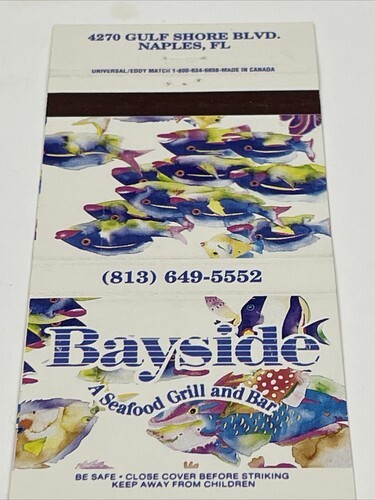 4270 GULF SHORE BLVD.
NAPLES, FL
UNIVERSAL/EDDY MATCH 1-800-634-6698-MADE IN CANADA
(813) 649-5552
Bayside
A Seafood Grill and Bar
BE SAFE • CLOSE COVER BEFORE STRIKING
KEEP AWAY FROM CHILDREN